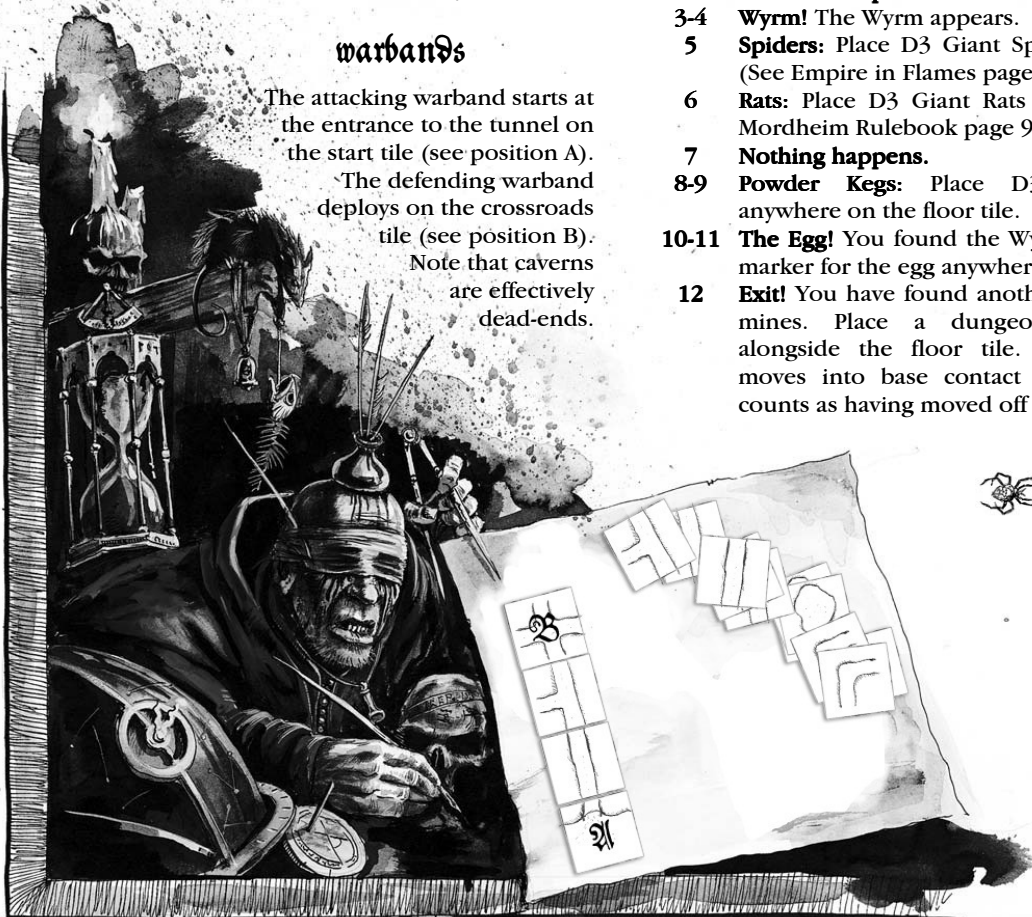 warbands
The attacking warband starts at
the entrance to the tunnel on
the start tile (see position A).
The defending warband
deploys on the crossroads
tile (see position B).
Note that caverns
are effectively
dead-ends.
3-4 Wyrm! The Wyrm appears.
5 Spiders: Place D3 Giant Sp
(See Empire in Flames page
6 Rats: Place D3 Giant Rats
Mordheim Rulebook page 9
7 Nothing happens.
8-9 Powder Kegs: Place D3
anywhere on the floor tile.
10-11 The Egg! You found the Wy
marker for the egg anywher
12 Exit! You have found anoth
mines. Place a dungeo
alongside the floor tile.
moves into base contact
counts as having moved off
B
A